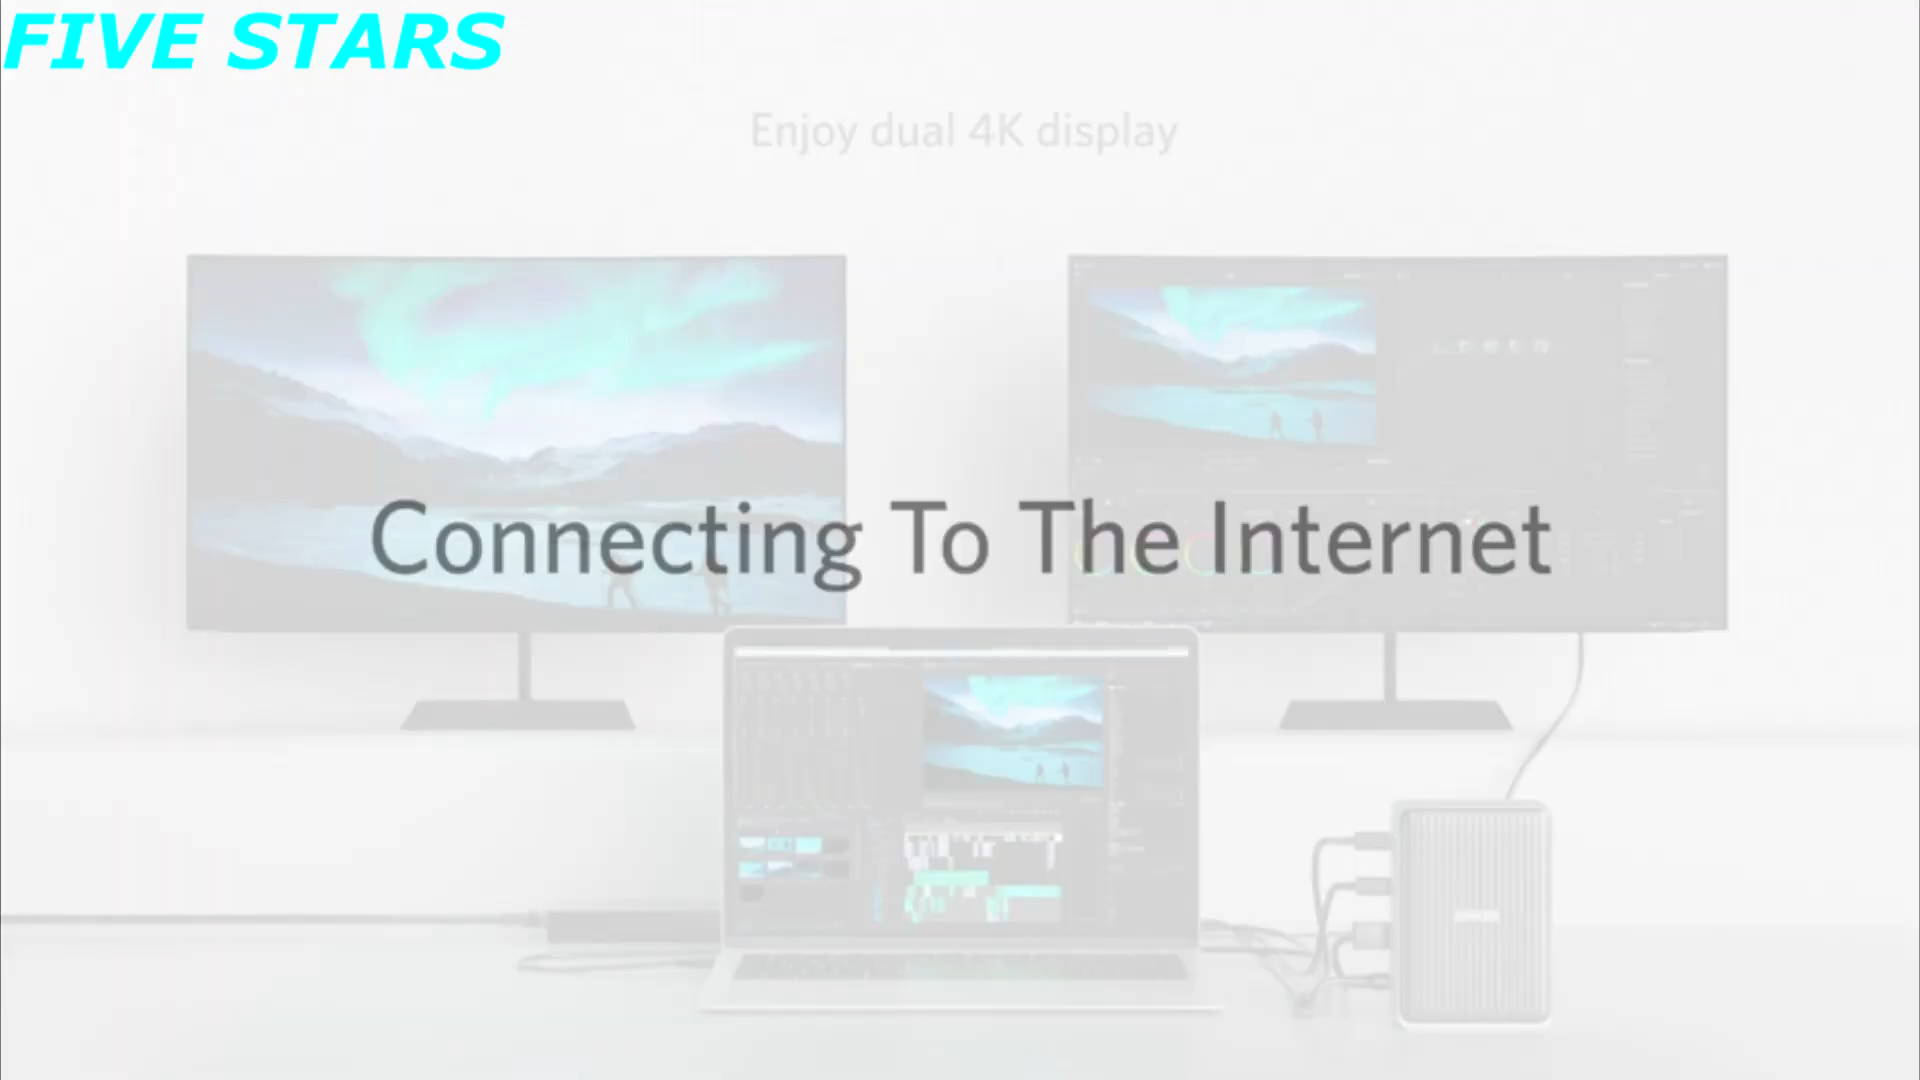 FIVE STARS
Enjoy dual 4K display
Connecting To The Internet